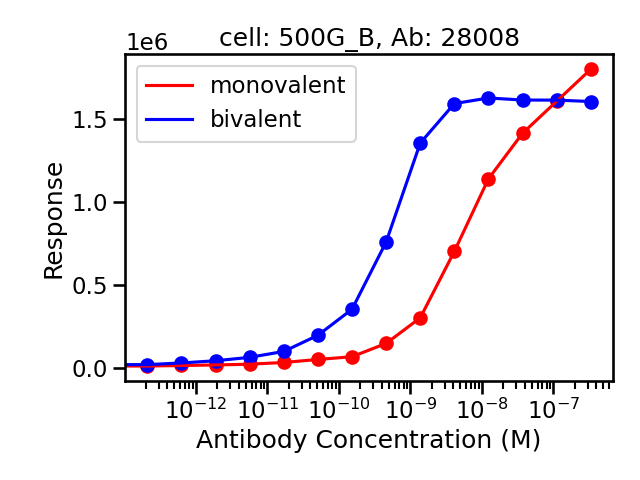 cell: 500G_B, Ab: 28008
1e6
monovalent
bivalent
Response
1.5
1.0
0.5
0.0
10⁻¹² 10⁻¹¹ 10⁻¹⁰ 10⁻⁹ 10⁻⁸ 10⁻⁷
Antibody Concentration (M)